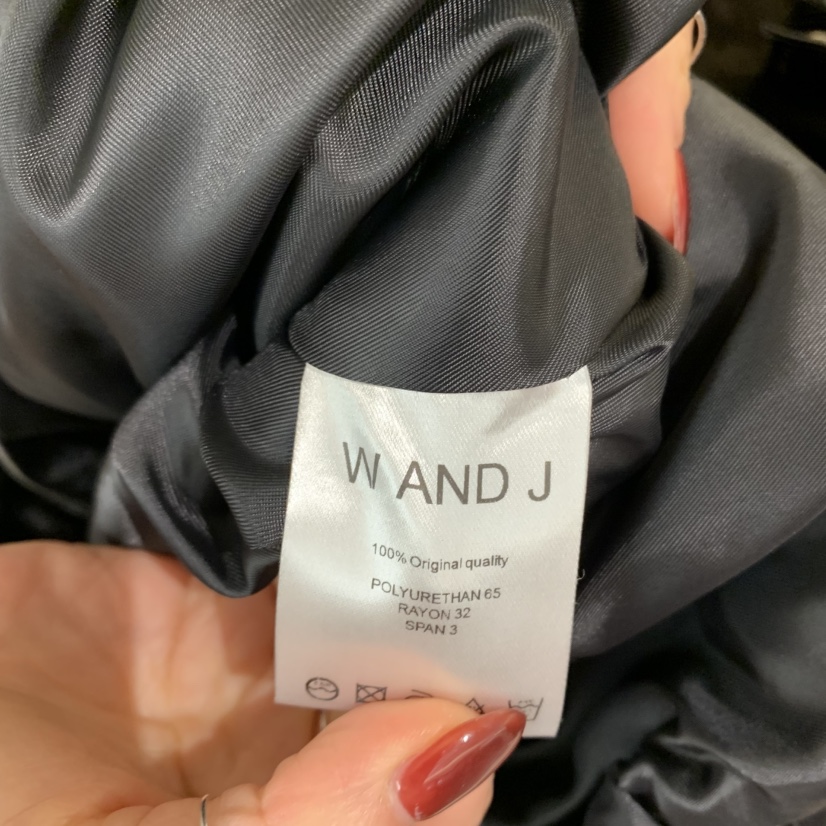 W AND J
100% Original quality
POLYURETHAN 65
RAYON 32
SPAN 3